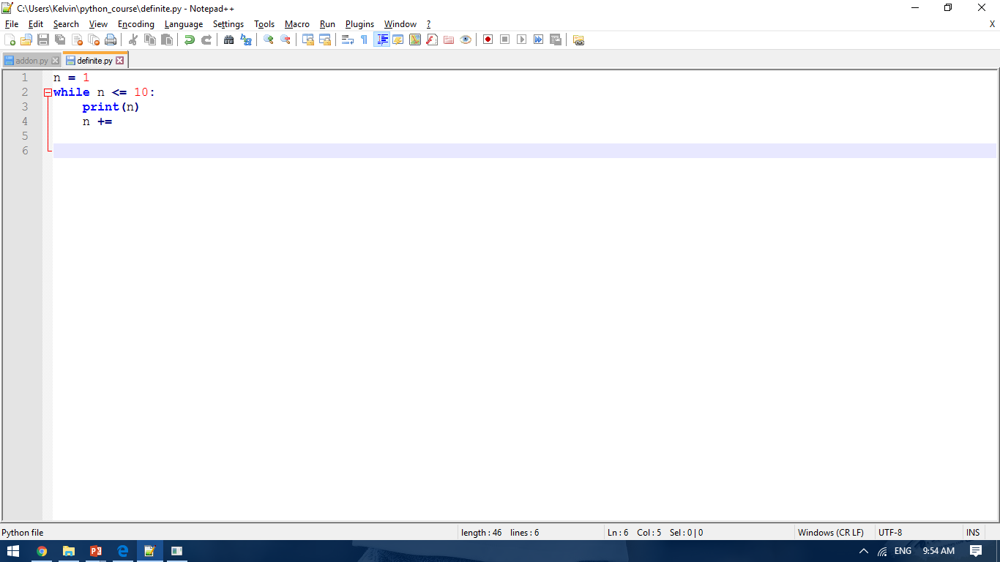 C:\Users\Kelvin\python_course\definite.py - Notepad++
File Edit Search View Encoding Language Settings Tools Macro Run Plugins Window ? X
addon.py definite.py
1 n = 1
2 while n <= 10:
3     print(n)
4     n +=
5
6
Python file length : 46 lines : 6 Ln : 6 Col : 5 Sel : 0 | 0 Windows (CR LF) UTF-8 INS
ENG 9:54 AM